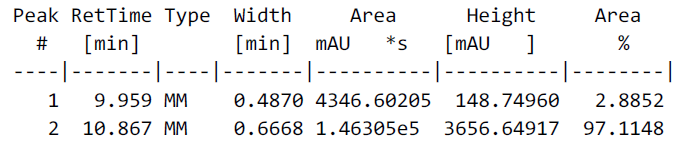 Peak RetTime Type  Width     Area      Height     Area
  #   [min]        [min]  mAU   *s   [mAU   ]      %
----|-------|----|-------|----------|----------|--------|
   1   9.959 MM    0.4870 4346.60205  148.74960   2.8852
   2  10.867 MM    0.6668 1.46305e5  3656.64917  97.1148